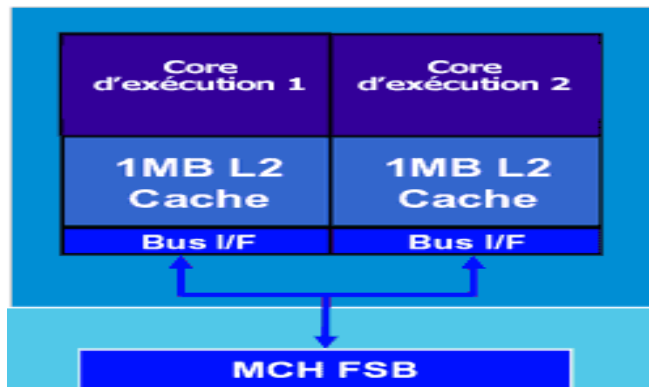 Core
d'exécution 1
Core
d'exécution 2
1MB L2
Cache
1MB L2
Cache
Bus I/F
Bus I/F
MCH FSB